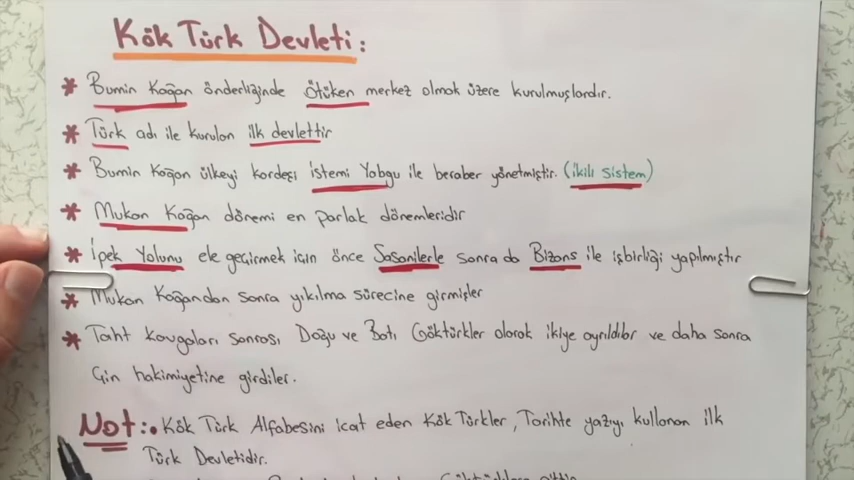 Kök Türk Devleti:
* Bumin Kağan önderliğinde Ötüken merkez olmak üzere kurulmuşlardır.
* Türk adı ile kurulan ilk devlettir
* Bumin Kağan ülkeyi kardeşi İstemi Yabgu ile beraber yönetmiştir. (İkili sistem)
* Mukan Kağan dönemi en parlak dönemleridir
* İpek Yolunu ele geçirmek için önce Sasanilerle sonra da Bizans ile işbirliği yapılmıştır
* Mukan Kağandan sonra yıkılma sürecine girmişler
* Taht kavgaları sonrası Doğu ve Batı Göktürkler olarak ikiye ayrıldılar ve daha sonra
Çin hakimiyetine girdiler.
Not:• Kök Türk Alfabesini icat eden Kök Türkler, Tarihte yazıyı kullanan ilk
Türk Devletidir.